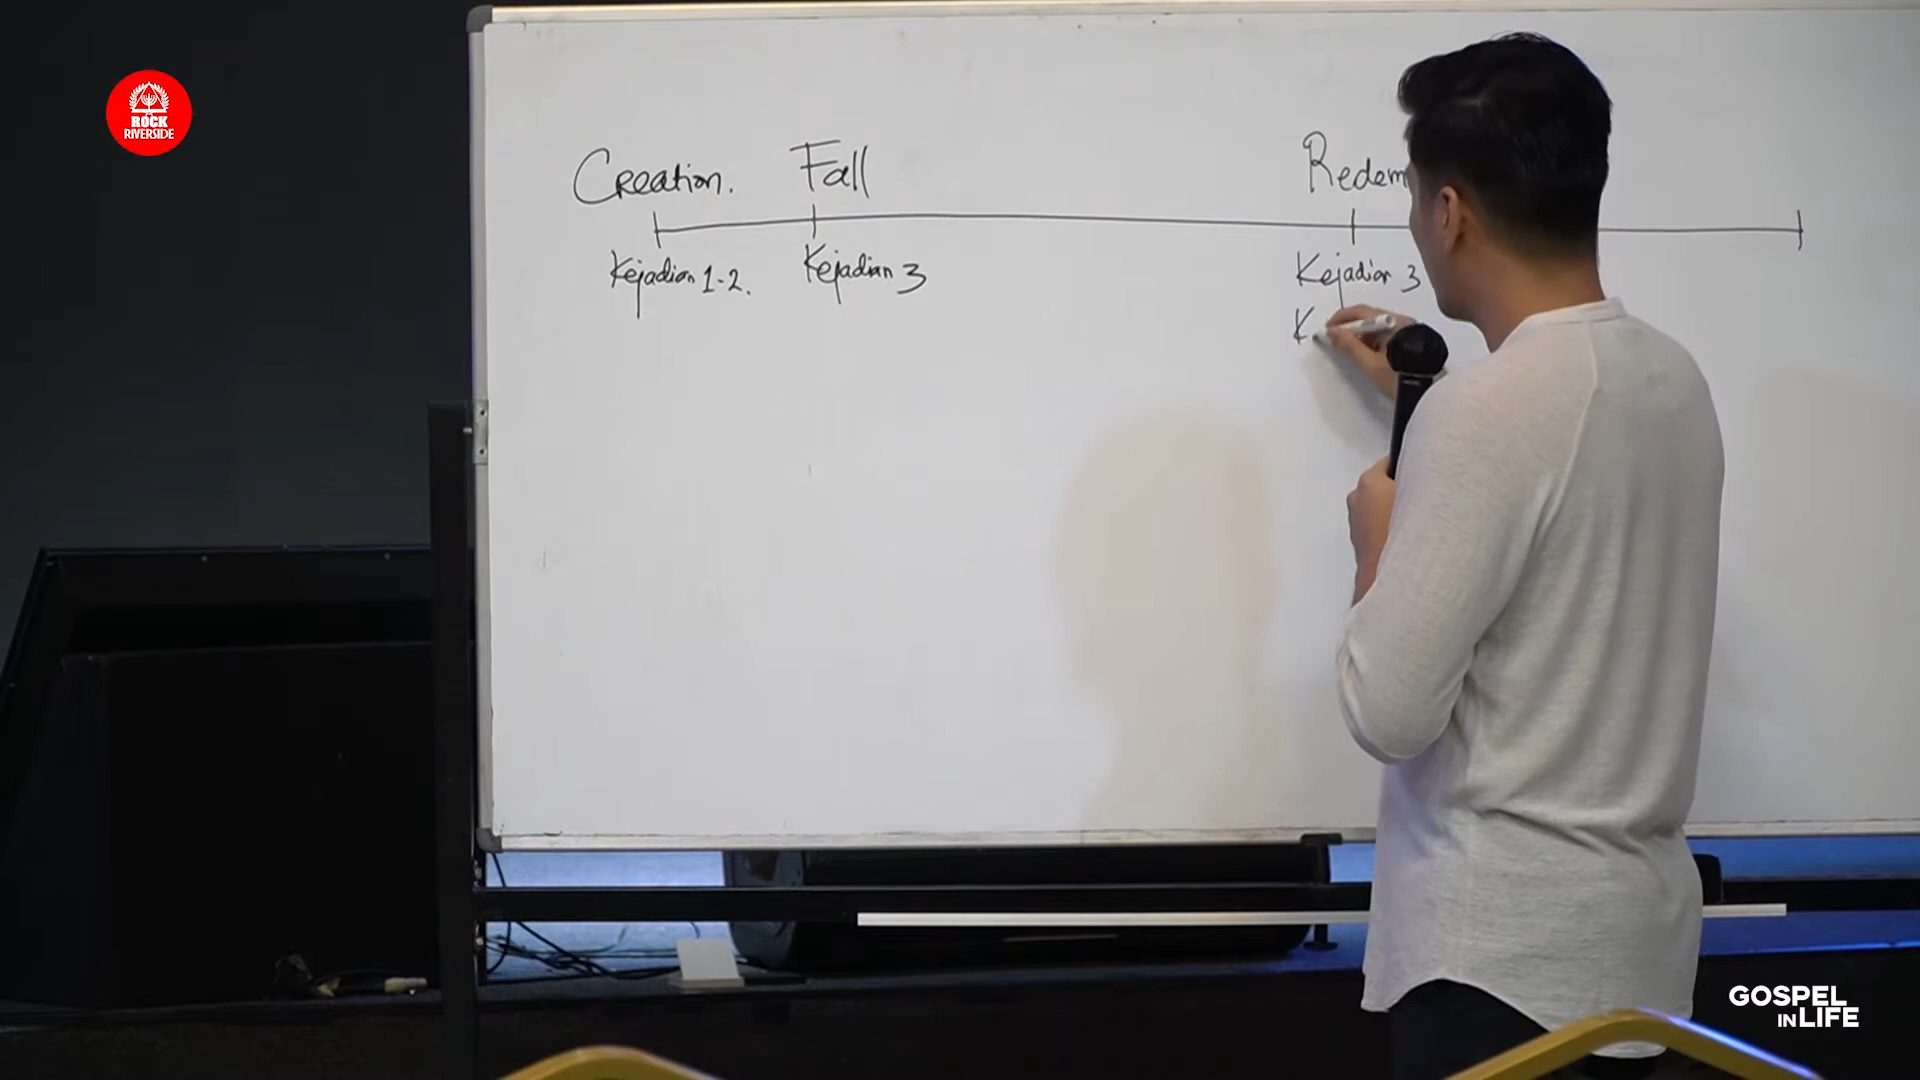 ROCK
RIVERSIDE
Creation. Fall Redem
Kejadian 1-2. Kejadian 3 Kejadian 3
K
GOSPEL
IN LIFE